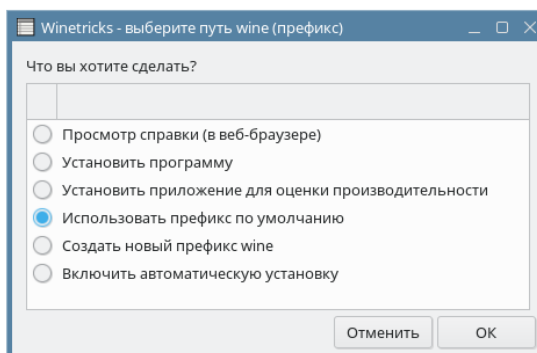 Winetricks - выберите путь wine (префикс)
Что вы хотите сделать?
Просмотр справки (в веб-браузере)
Установить программу
Установить приложение для оценки производительности
Использовать префикс по умолчанию
Создать новый префикс wine
Включить автоматическую установку
Отменить ОК